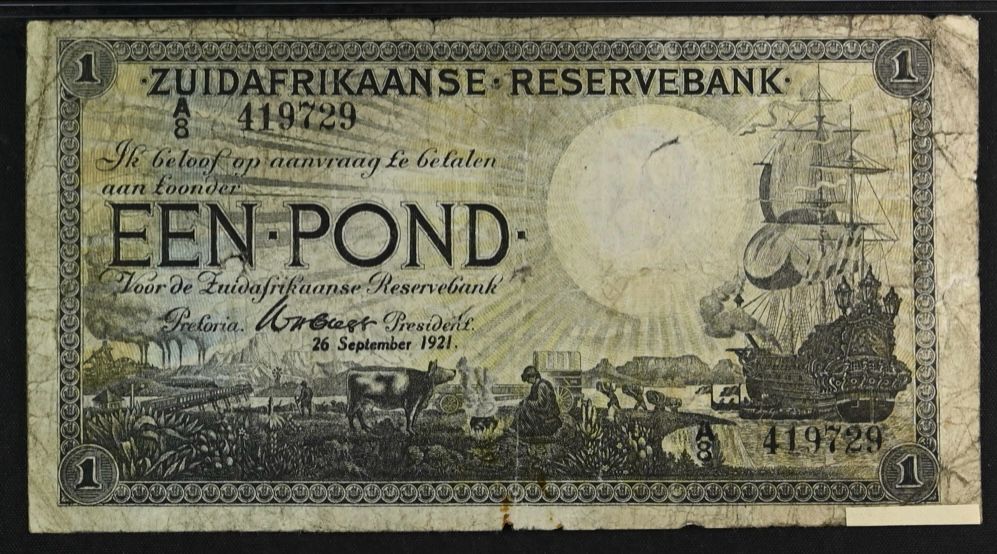 1 1
·ZUIDAFRIKAANSE·RESERVEBANK·
A/8 419729
Ik beloof op aanvraag te betalen
aan toonder
EEN·POND·
Voor de Zuidafrikaanse Reservebank
Pretoria. President.
26 September 1921.
A/8 419729
1 1